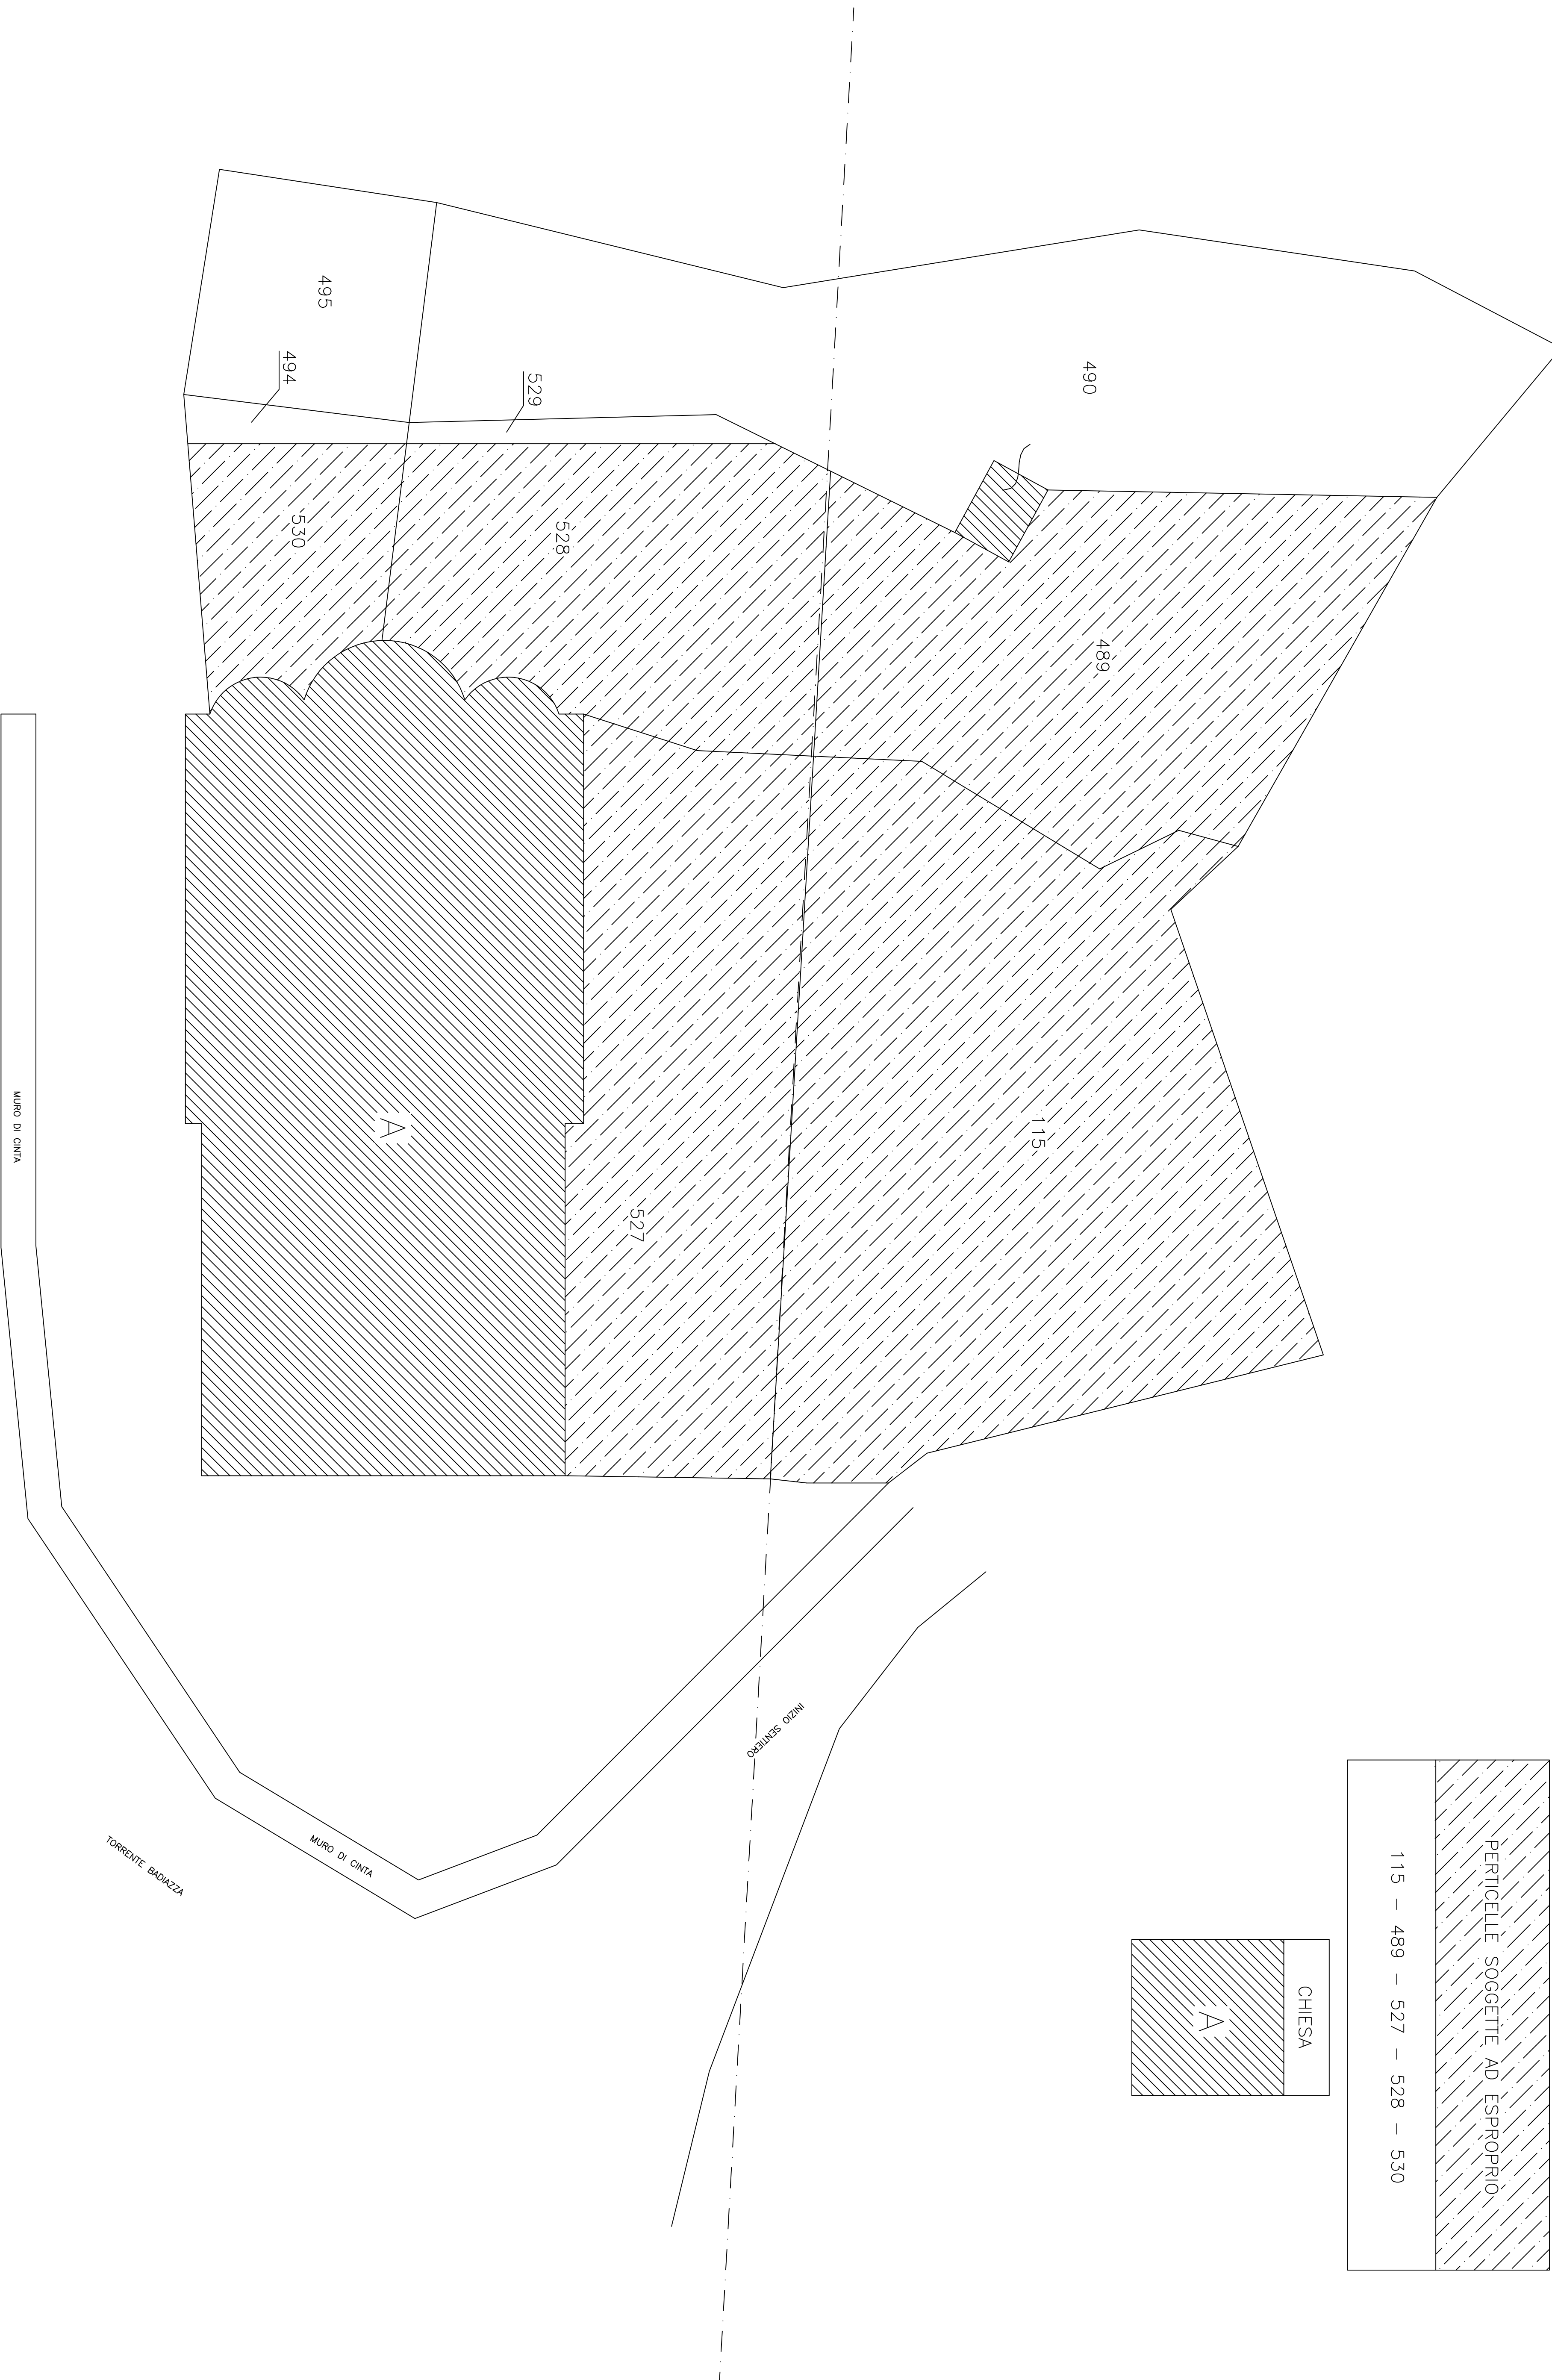 PERTICELLE SOGGETTE AD ESPROPRIO
115 – 489 – 527 – 528 – 530
CHIESA
A
490
489
115
529
528
527
495
494
530
A
INIZIO SENTIERO
MURO DI CINTA
MURO DI CINTA
TORRENTE BADIAZZA